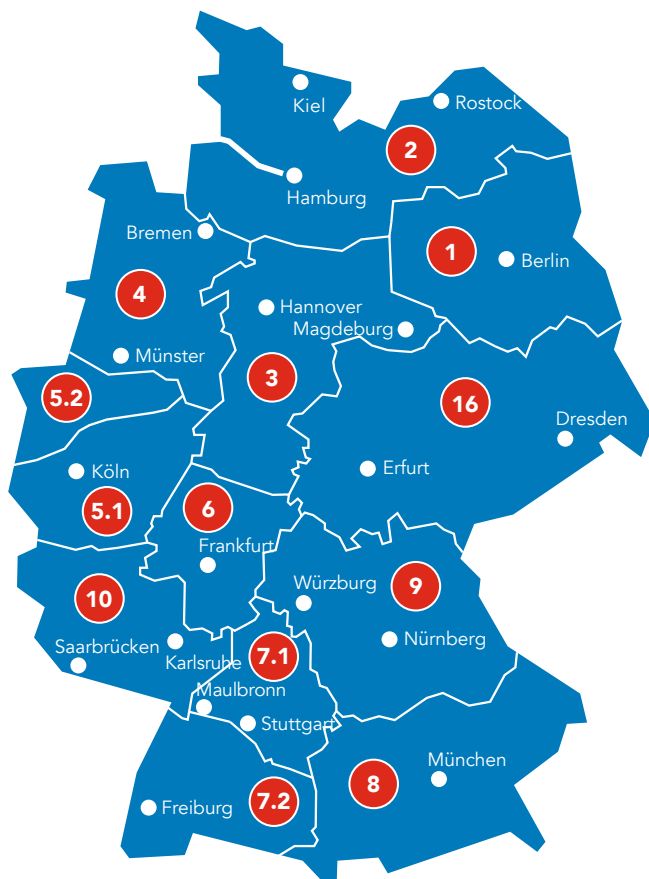 Kiel
Rostock
2
Hamburg
Bremen
1
Berlin
4
Hannover
Magdeburg
Münster
3
5.2
16
Dresden
Köln
Erfurt
5.1
6
Frankfurt
Würzburg
9
10
Nürnberg
Saarbrücken
Karlsruhe
7.1
Maulbronn
Stuttgart
München
8
7.2
Freiburg